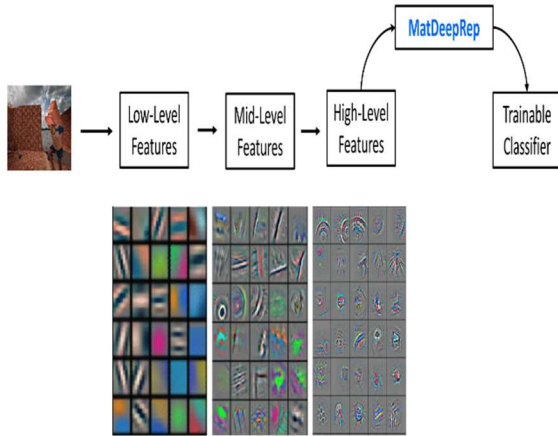 MatDeepRep
Low-Level
Features
Mid-Level
Features
High-Level
Features
Trainable
Classifier